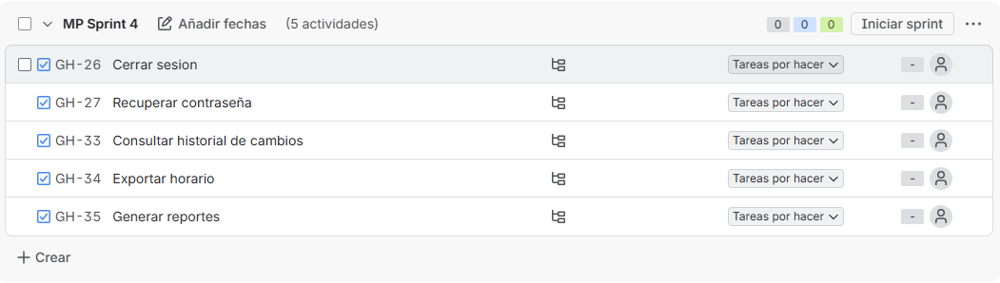 MP Sprint 4 Añadir fechas (5 actividades) 0 0 0 Iniciar sprint
GH-26 Cerrar sesion Tareas por hacer -
GH-27 Recuperar contraseña Tareas por hacer -
GH-33 Consultar historial de cambios Tareas por hacer -
GH-34 Exportar horario Tareas por hacer -
GH-35 Generar reportes Tareas por hacer -
Crear